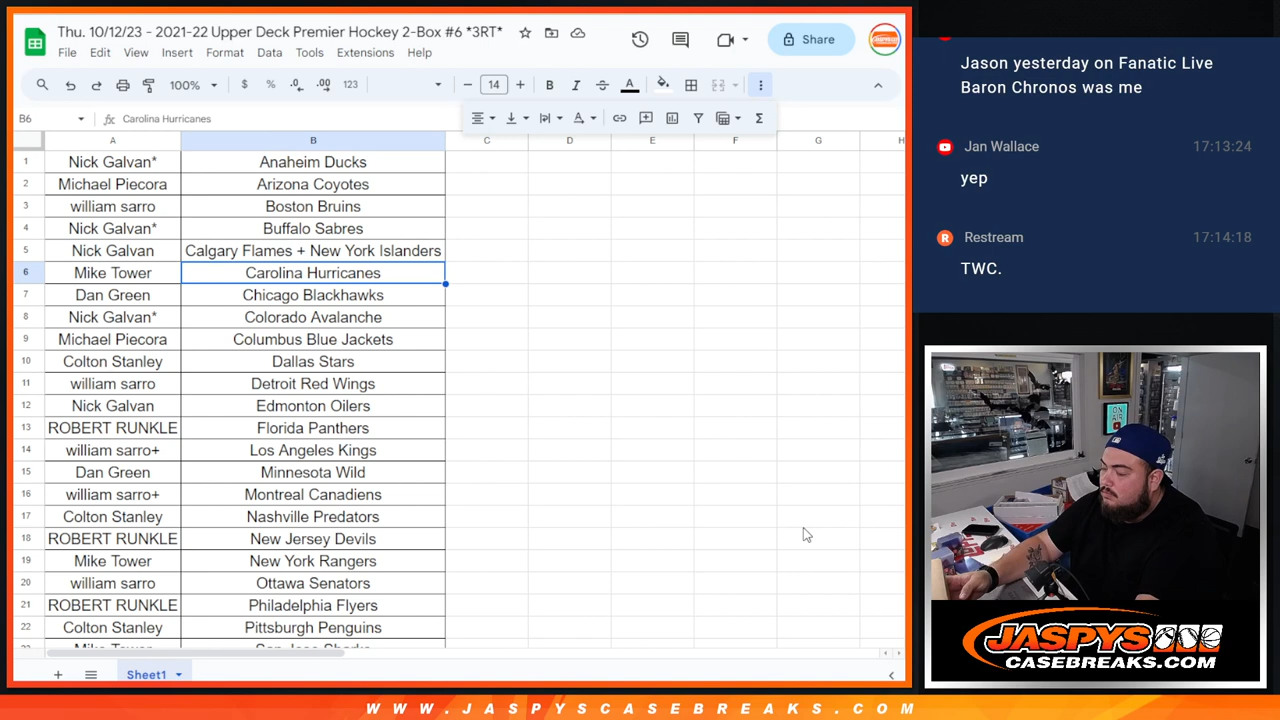 Thu. 10/12/23 - 2021-22 Upper Deck Premier Hockey 2-Box #6 *3RT*
File Edit View Insert Format Data Tools Extensions Help
Share
100% $ % .0 .00 123 14 B I A
B6 fx Carolina Hurricanes
A B C D E F G H
1 Nick Galvan* Anaheim Ducks
2 Michael Piecora Arizona Coyotes
3 william sarro Boston Bruins
4 Nick Galvan* Buffalo Sabres
5 Nick Galvan Calgary Flames + New York Islanders
6 Mike Tower Carolina Hurricanes
7 Dan Green Chicago Blackhawks
8 Nick Galvan* Colorado Avalanche
9 Michael Piecora Columbus Blue Jackets
10 Colton Stanley Dallas Stars
11 william sarro Detroit Red Wings
12 Nick Galvan Edmonton Oilers
13 ROBERT RUNKLE Florida Panthers
14 william sarro+ Los Angeles Kings
15 Dan Green Minnesota Wild
16 william sarro+ Montreal Canadiens
17 Colton Stanley Nashville Predators
18 ROBERT RUNKLE New Jersey Devils
19 Mike Tower New York Rangers
20 william sarro Ottawa Senators
21 ROBERT RUNKLE Philadelphia Flyers
22 Colton Stanley Pittsburgh Penguins
Mike Tower San Jose Sharks
Sheet1
Jason yesterday on Fanatic Live
Baron Chronos was me
Jan Wallace 17:13:24
yep
Restream 17:14:18
TWC.
ON
AIR
JASPYS
CASEBREAKS.COM
WWW.JASPYSCASEBREAKS.COM